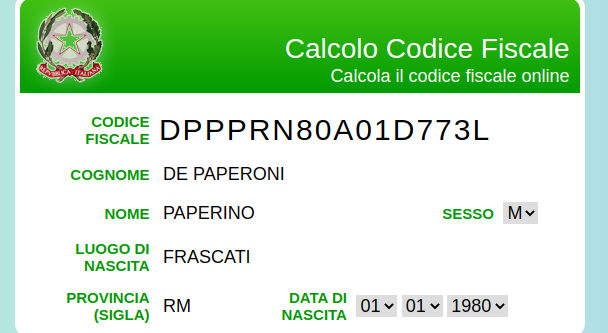 Calcolo Codice Fiscale
Calcola il codice fiscale online
REPVBBLICA ITALIANA
CODICE
FISCALE DPPPRN80A01D773L
COGNOME DE PAPERONI
NOME PAPERINO SESSO M
LUOGO DI
NASCITA FRASCATI
PROVINCIA
(SIGLA) RM DATA DI
NASCITA 01 01 1980